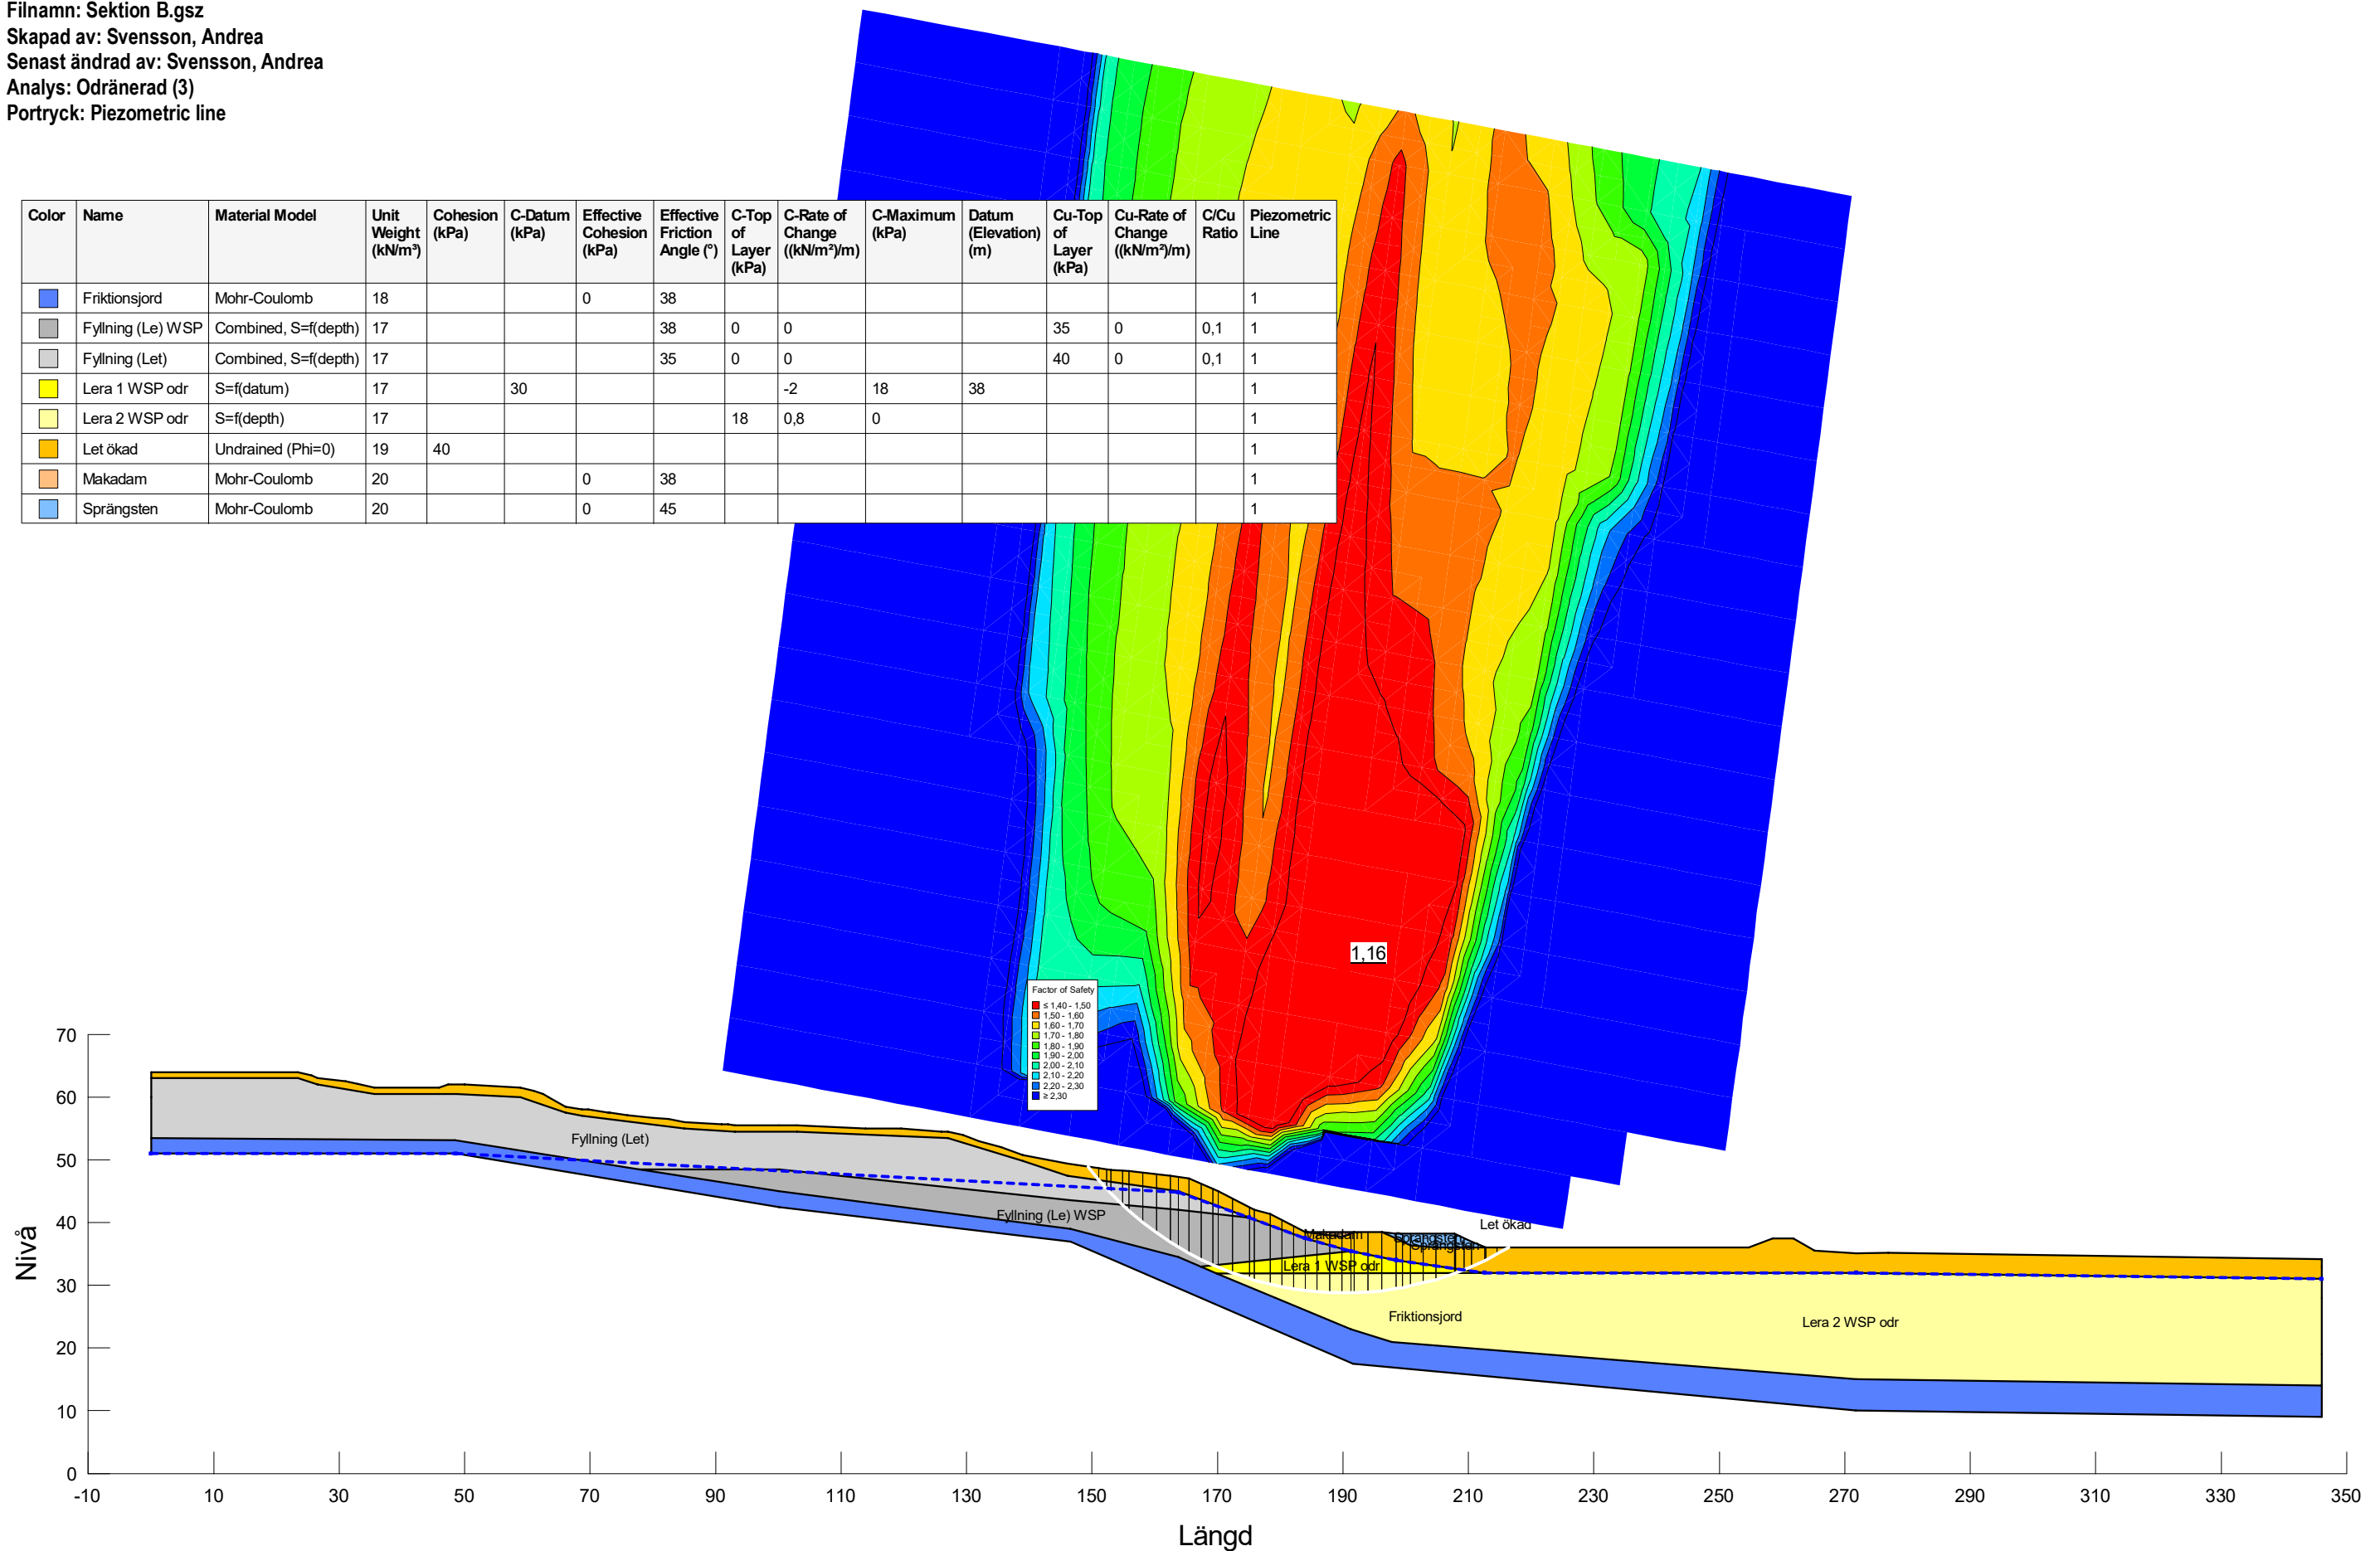 Filnamn: Sektion B.gsz
Skapad av: Svensson, Andrea
Senast ändrad av: Svensson, Andrea
Analys: Odränerad (3)
Portryck: Piezometric line
Color Name Material Model Unit Weight (kN/m³) Cohesion (kPa) C-Datum (kPa) Effective Cohesion (kPa) Effective Friction Angle (°) C-Top of Layer (kPa) C-Rate of Change ((kN/m²)/m) C-Maximum (kPa) Datum (Elevation) (m) Cu-Top of Layer (kPa) Cu-Rate of Change ((kN/m²)/m) C/Cu Ratio Piezometric Line
Friktionsjord Mohr-Coulomb 18 0 38 1
Fyllning (Le) WSP Combined, S=f(depth) 17 38 0 0 35 0 0,1 1
Fyllning (Let) Combined, S=f(depth) 17 35 0 0 40 0 0,1 1
Lera 1 WSP odr S=f(datum) 17 30 -2 18 38 1
Lera 2 WSP odr S=f(depth) 17 18 0,8 0 1
Let ökad Undrained (Phi=0) 19 40 1
Makadam Mohr-Coulomb 20 0 38 1
Sprängsten Mohr-Coulomb 20 0 45 1
1,16
Factor of Safety
≤ 1,40 - 1,50
1,50 - 1,60
1,60 - 1,70
1,70 - 1,80
1,80 - 1,90
1,90 - 2,00
2,00 - 2,10
2,10 - 2,20
2,20 - 2,30
≥ 2,30
Nivå
70
60
50
40
30
20
10
0
Fyllning (Let)
Fyllning (Le) WSP
Makadam
Sprängsten
Sprängsten
Let ökad
Lera 1 WSP odr
Friktionsjord
Lera 2 WSP odr
-10 10 30 50 70 90 110 130 150 170 190 210 230 250 270 290 310 330 350
Längd